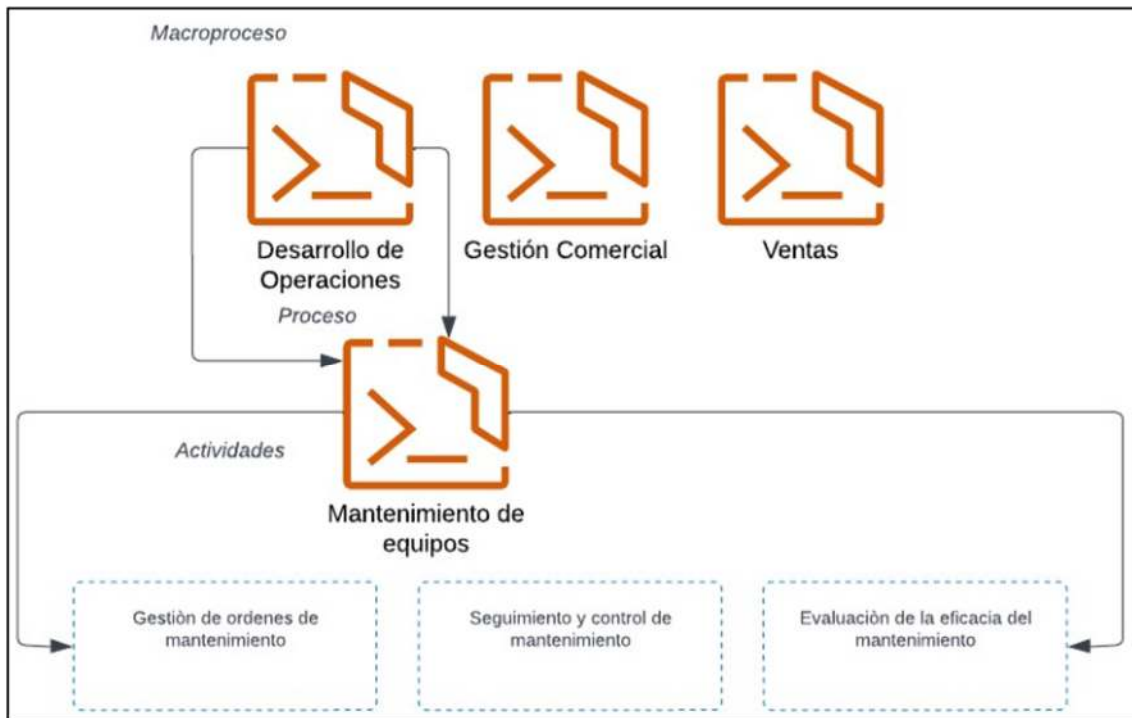 Macroproceso
Desarrollo de
Operaciones
Gestión Comercial
Ventas
Proceso
Actividades
Mantenimiento de
equipos
Gestiòn de ordenes de
mantenimiento
Seguimiento y control de
mantenimiento
Evaluaciòn de la eficacia del
mantenimiento